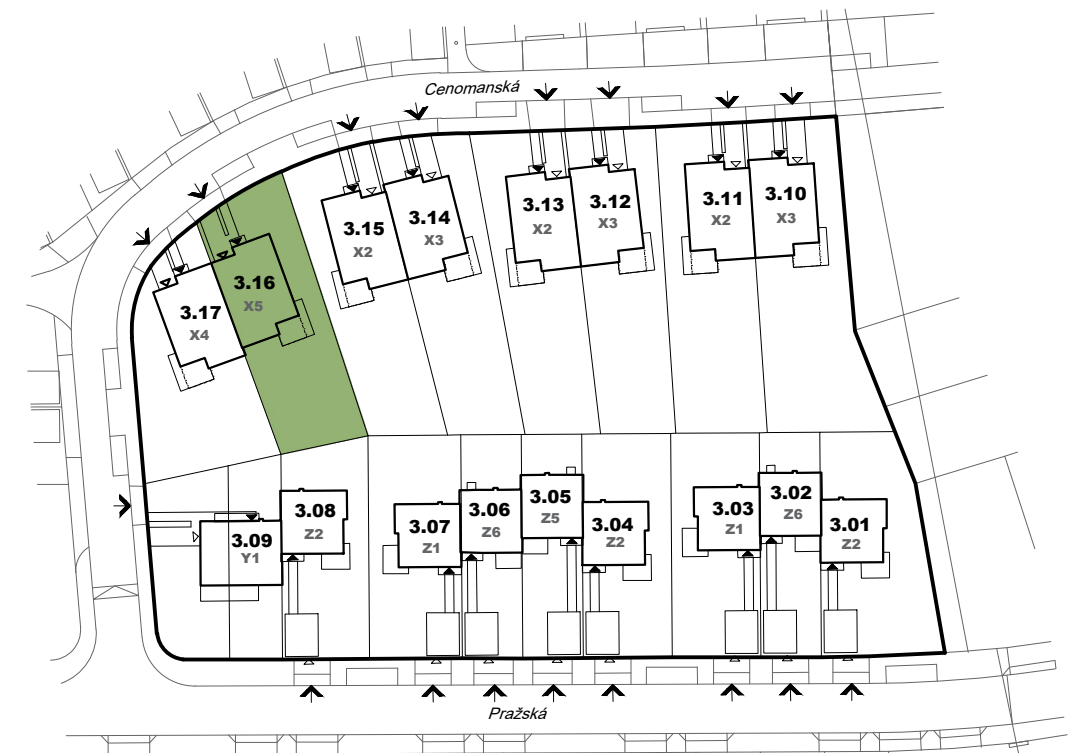 Cenomanská
3.17
X4
3.16
X5
3.15
X2
3.14
X3
3.13
X2
3.12
X3
3.11
X2
3.10
X3
3.09
Y1
3.08
Z2
3.07
Z1
3.06
Z6
3.05
Z5
3.04
Z2
3.03
Z1
3.02
Z6
3.01
Z2
Pražská